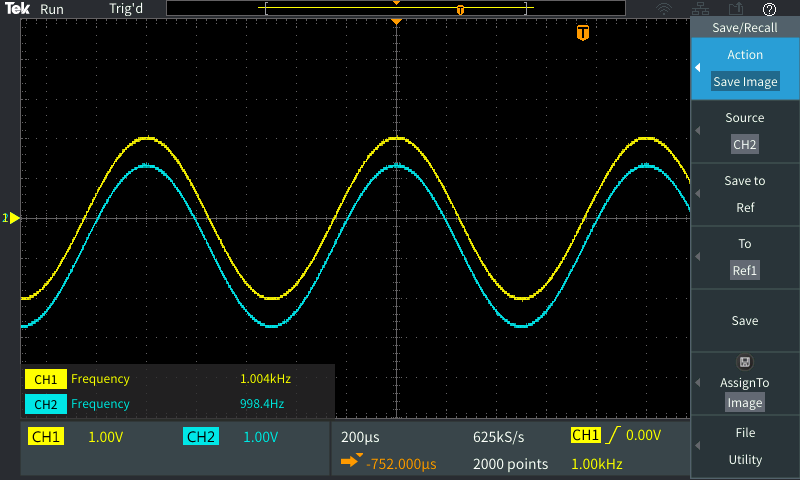 Tek Run Trig'd
T
T
Save/Recall
Action
Save Image
Source
CH2
Save to
Ref
To
Ref1
Save
AssignTo
Image
File
Utility
CH1 Frequency 1.004kHz
CH2 Frequency 998.4Hz
CH1 1.00V CH2 1.00V 200µs 625kS/s CH1 0.00V
-752.000µs 2000 points 1.00kHz